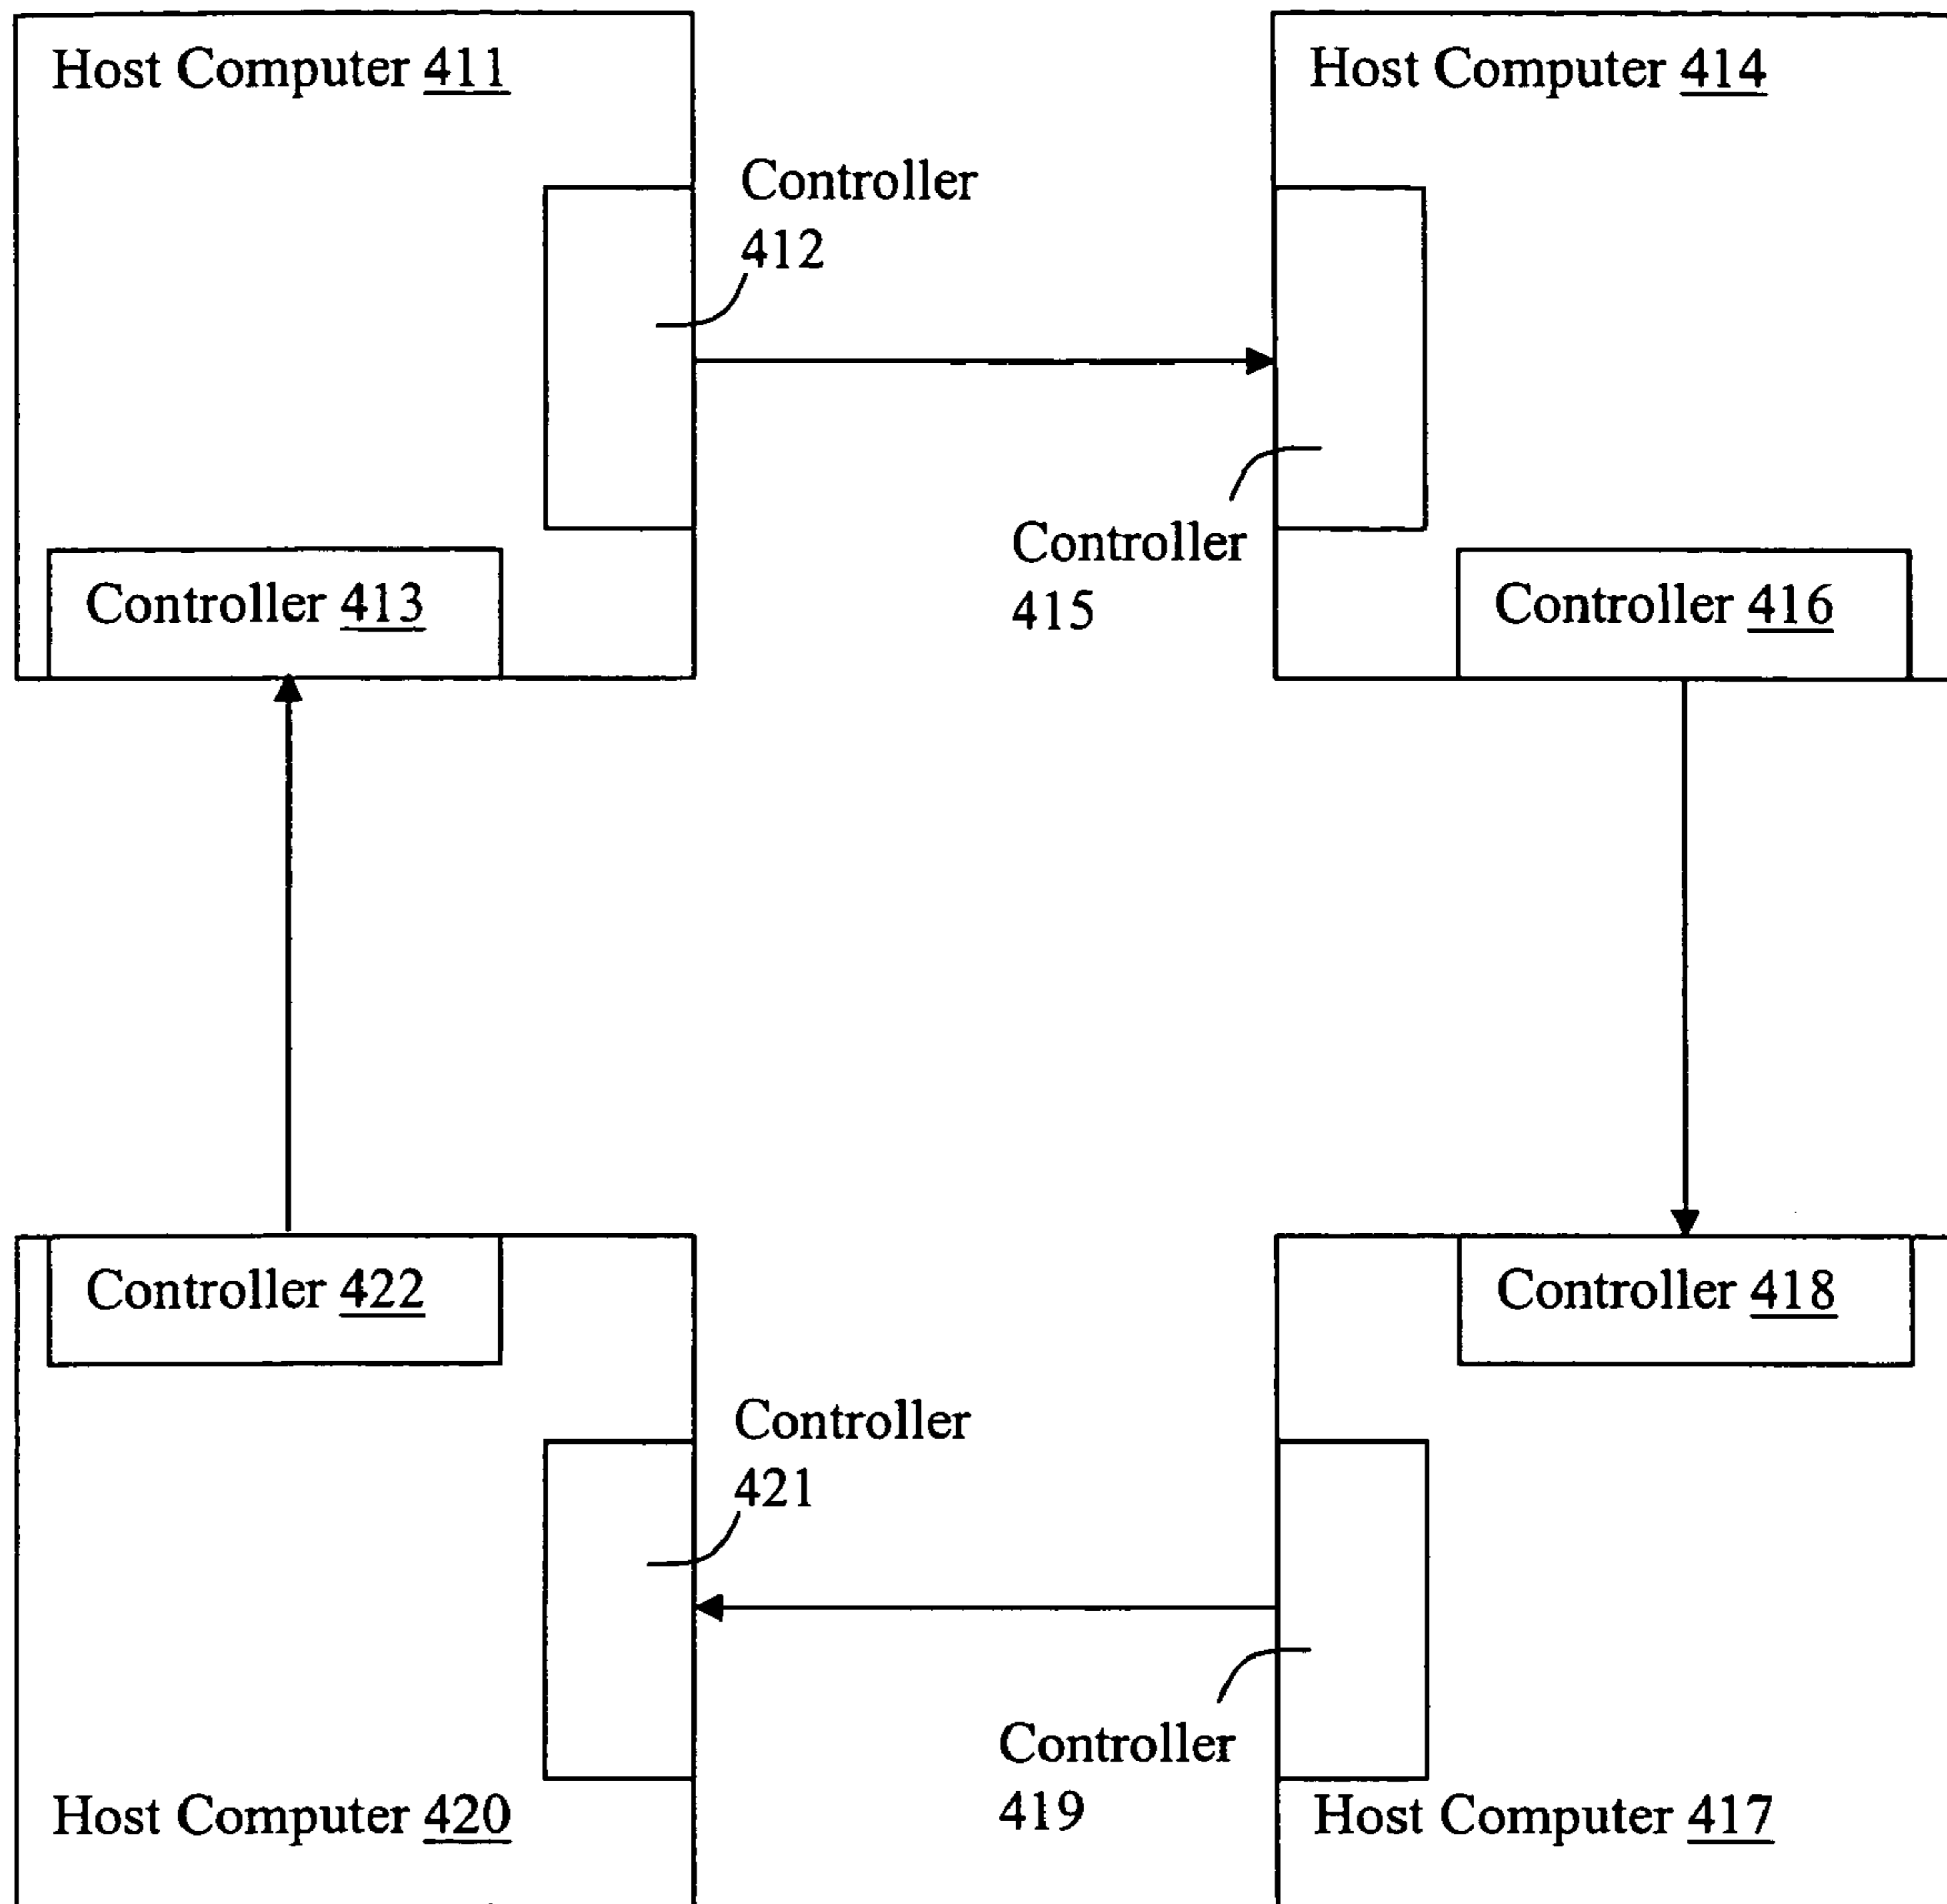 Host Computer 411
Host Computer 414
Controller
412
Controller
415
Controller 413
Controller 416
Controller 422
Controller 418
Controller
421
Controller
419
Host Computer 420
Host Computer 417